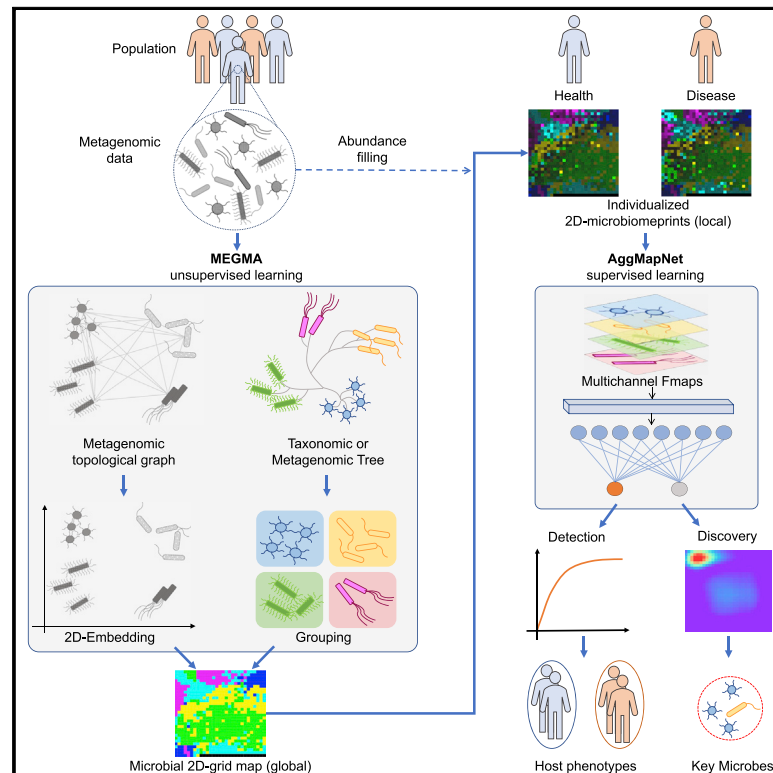 Population
Metagenomic
data
Abundance
filling
MEGMA
unsupervised learning
Metagenomic
topological graph
Taxonomic or
Metagenomic Tree
2D-Embedding
Grouping
Microbial 2D-grid map (global)
Health
Disease
Individualized
2D-microbiomeprints (local)
AggMapNet
supervised learning
Multichannel Fmaps
Detection
Discovery
Host phenotypes
Key Microbes